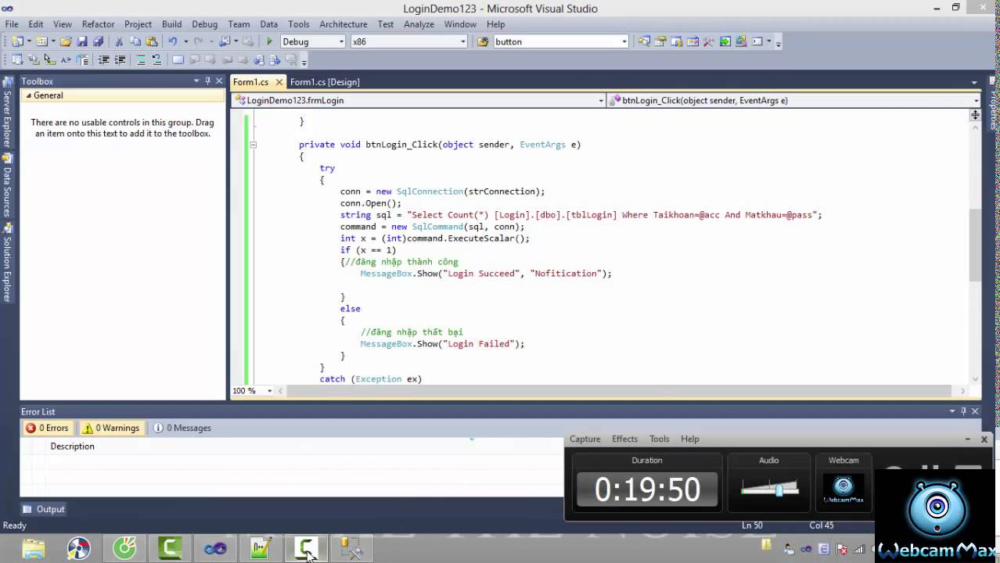 LoginDemo123 - Microsoft Visual Studio
File Edit View Refactor Project Build Debug Team Data Tools Architecture Test Analyze Window Help
Debug x86 button
Toolbox
General
There are no usable controls in this group. Drag
an item onto this text to add it to the toolbox.
Server Explorer
Data Sources
Solution Explorer
Properties
Form1.cs Form1.cs [Design]
LoginDemo123.frmLogin btnLogin_Click(object sender, EventArgs e)
}
private void btnLogin_Click(object sender, EventArgs e)
{
try
{
conn = new SqlConnection(strConnection);
conn.Open();
string sql = "Select Count(*) [Login].[dbo].[tblLogin] Where Taikhoan=@acc And Matkhau=@pass";
command = new SqlCommand(sql, conn);
int x = (int)command.ExecuteScalar();
if (x == 1)
{//đăng nhập thành công
MessageBox.Show("Login Succeed", "Nofitication");
}
else
{
//đăng nhập thất bại
MessageBox.Show("Login Failed");
}
}
catch (Exception ex)
100 %
Error List
0 Errors 0 Warnings 0 Messages
Description
Output
Ready Ln 50 Col 45
Capture Effects Tools Help
Duration Audio Webcam
0:19:50
WebcamMax
WebcamMax
THE NOISE